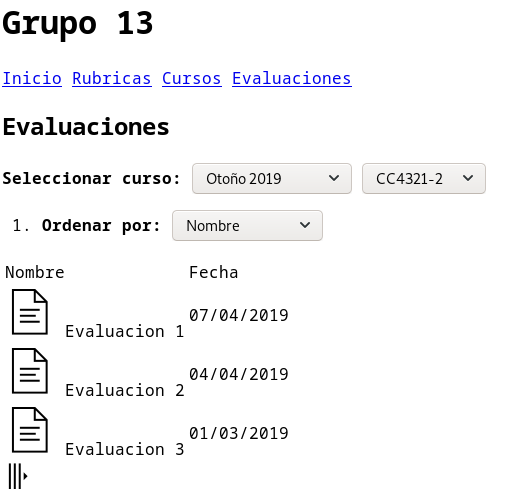 Grupo 13
Inicio Rubricas Cursos Evaluaciones
Evaluaciones
Seleccionar curso: Otoño 2019 CC4321-2
1. Ordenar por: Nombre
Nombre Fecha
Evaluacion 1 07/04/2019
Evaluacion 2 04/04/2019
Evaluacion 3 01/03/2019